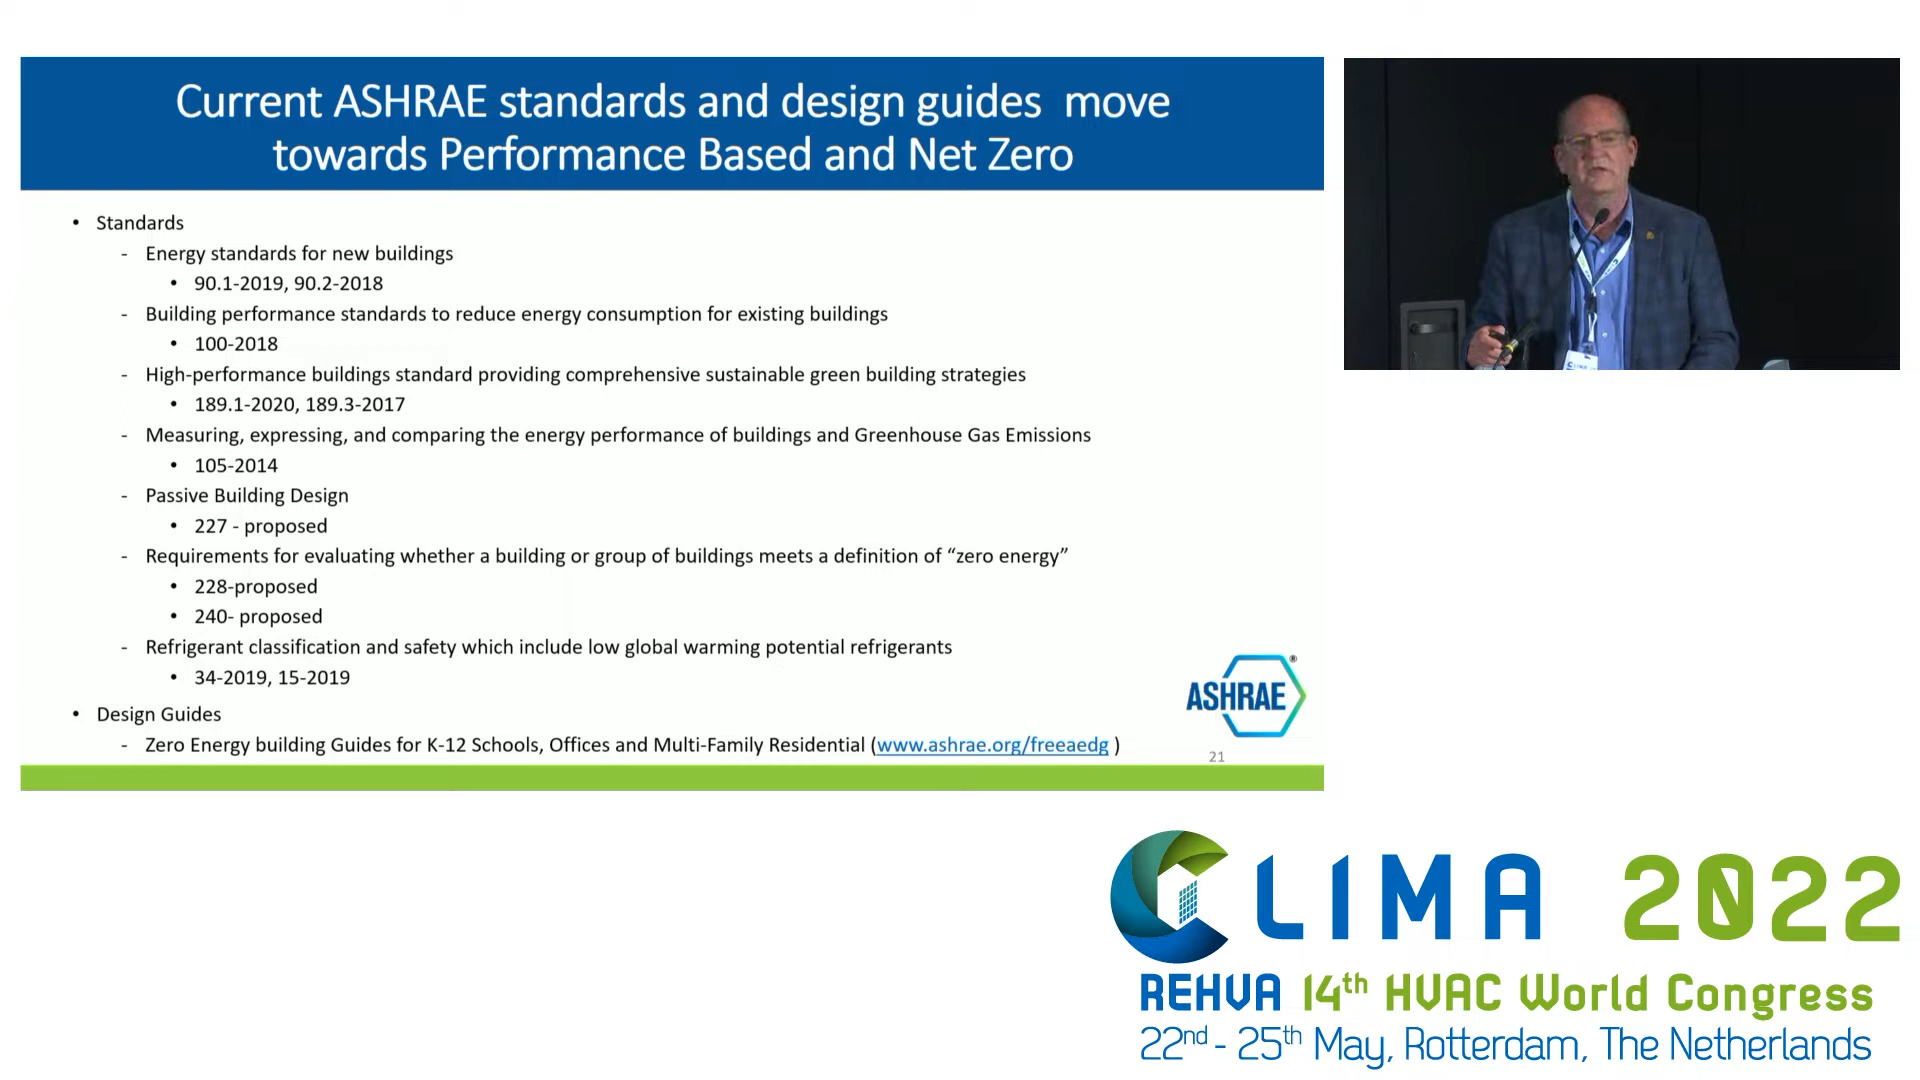 Current ASHRAE standards and design guides  move
towards Performance Based and Net Zero
• Standards
- Energy standards for new buildings
• 90.1-2019, 90.2-2018
- Building performance standards to reduce energy consumption for existing buildings
• 100-2018
- High-performance buildings standard providing comprehensive sustainable green building strategies
• 189.1-2020, 189.3-2017
- Measuring, expressing, and comparing the energy performance of buildings and Greenhouse Gas Emissions
• 105-2014
- Passive Building Design
• 227 - proposed
- Requirements for evaluating whether a building or group of buildings meets a definition of “zero energy”
• 228-proposed
• 240- proposed
- Refrigerant classification and safety which include low global warming potential refrigerants
• 34-2019, 15-2019
• Design Guides
- Zero Energy building Guides for K-12 Schools, Offices and Multi-Family Residential (www.ashrae.org/freeaedg )
ASHRAE®
21
CLIMA 2022
REHVA 14th HVAC World Congress
22nd - 25th May, Rotterdam, The Netherlands